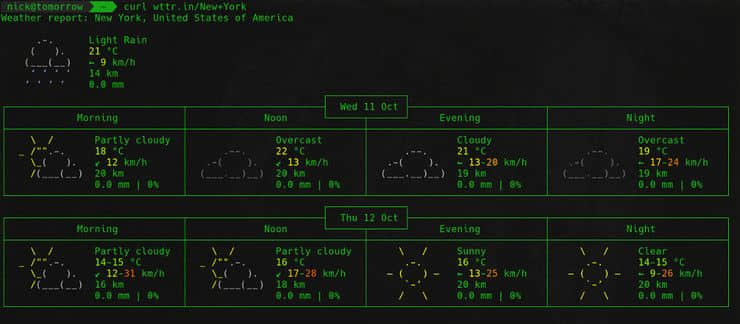 nick@tomorrow ~ curl wttr.in/New+York
Weather report: New York, United States of America
Light Rain
21 °C
← 9 km/h
14 km
0.0 mm
Wed 11 Oct
Morning Noon Evening Night
Partly cloudy Overcast Cloudy Overcast
18 °C 22 °C 21 °C 19 °C
↙ 12 km/h ↙ 13 km/h ← 13-20 km/h ← 17-24 km/h
20 km 20 km 19 km 19 km
0.0 mm | 0% 0.0 mm | 0% 0.0 mm | 0% 0.0 mm | 0%
Thu 12 Oct
Morning Noon Evening Night
Partly cloudy Partly cloudy Sunny Clear
14-15 °C 16 °C 16 °C 14-15 °C
↙ 12-31 km/h ↙ 17-28 km/h ← 13-25 km/h ← 9-26 km/h
16 km 18 km 20 km 20 km
0.0 mm | 0% 0.0 mm | 0% 0.0 mm | 0% 0.0 mm | 0%